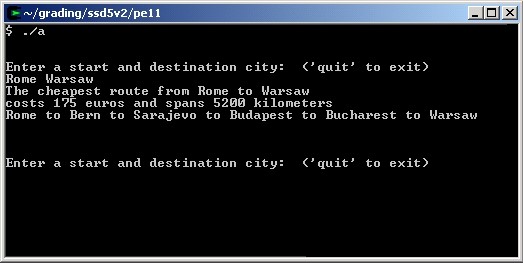 ~/grading/ssd5v2/pe11
$ ./a
Enter a start and destination city:  ('quit' to exit)
Rome Warsaw
The cheapest route from Rome to Warsaw
costs 175 euros and spans 5200 kilometers
Rome to Bern to Sarajevo to Budapest to Bucharest to Warsaw
Enter a start and destination city:  ('quit' to exit)